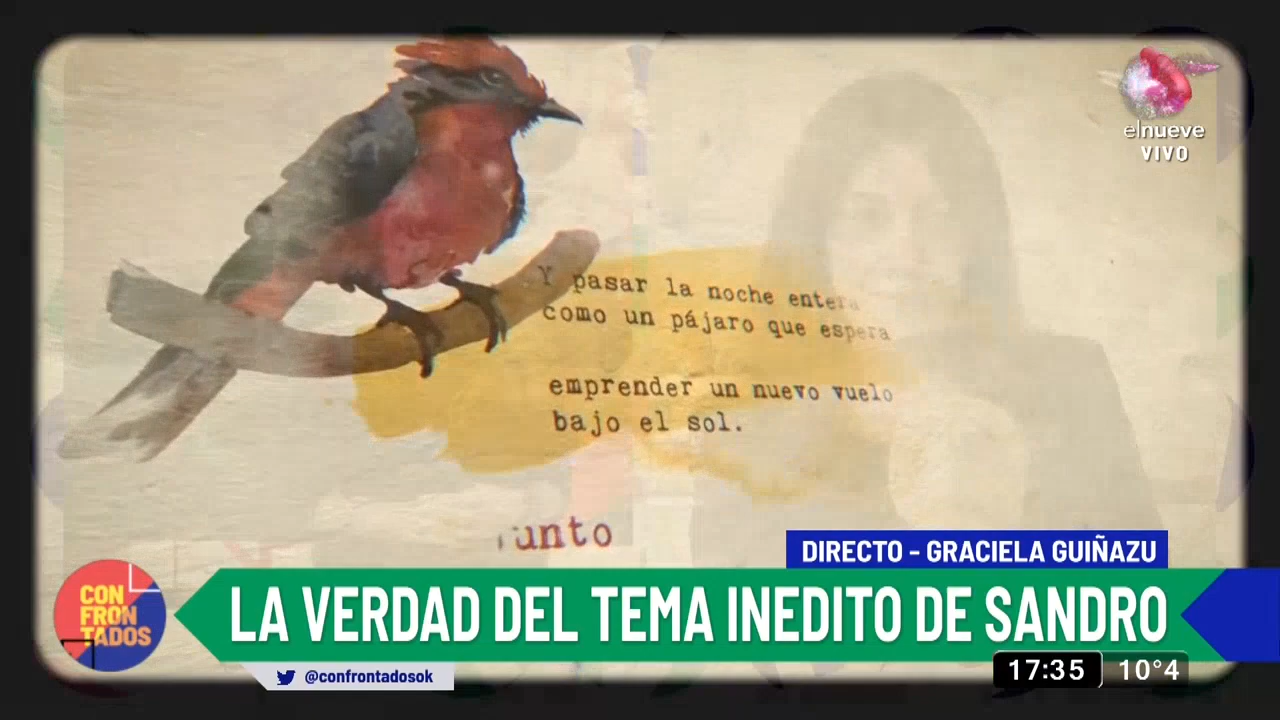 elnueve
VIVO
Y pasar la noche entera
como un pájaro que espera
emprender un nuevo vuelo
bajo el sol.
DIRECTO - GRACIELA GUIÑAZU
CON
FRON
TADOS
LA VERDAD DEL TEMA INEDITO DE SANDRO
@confrontadosok
17:35 10°4